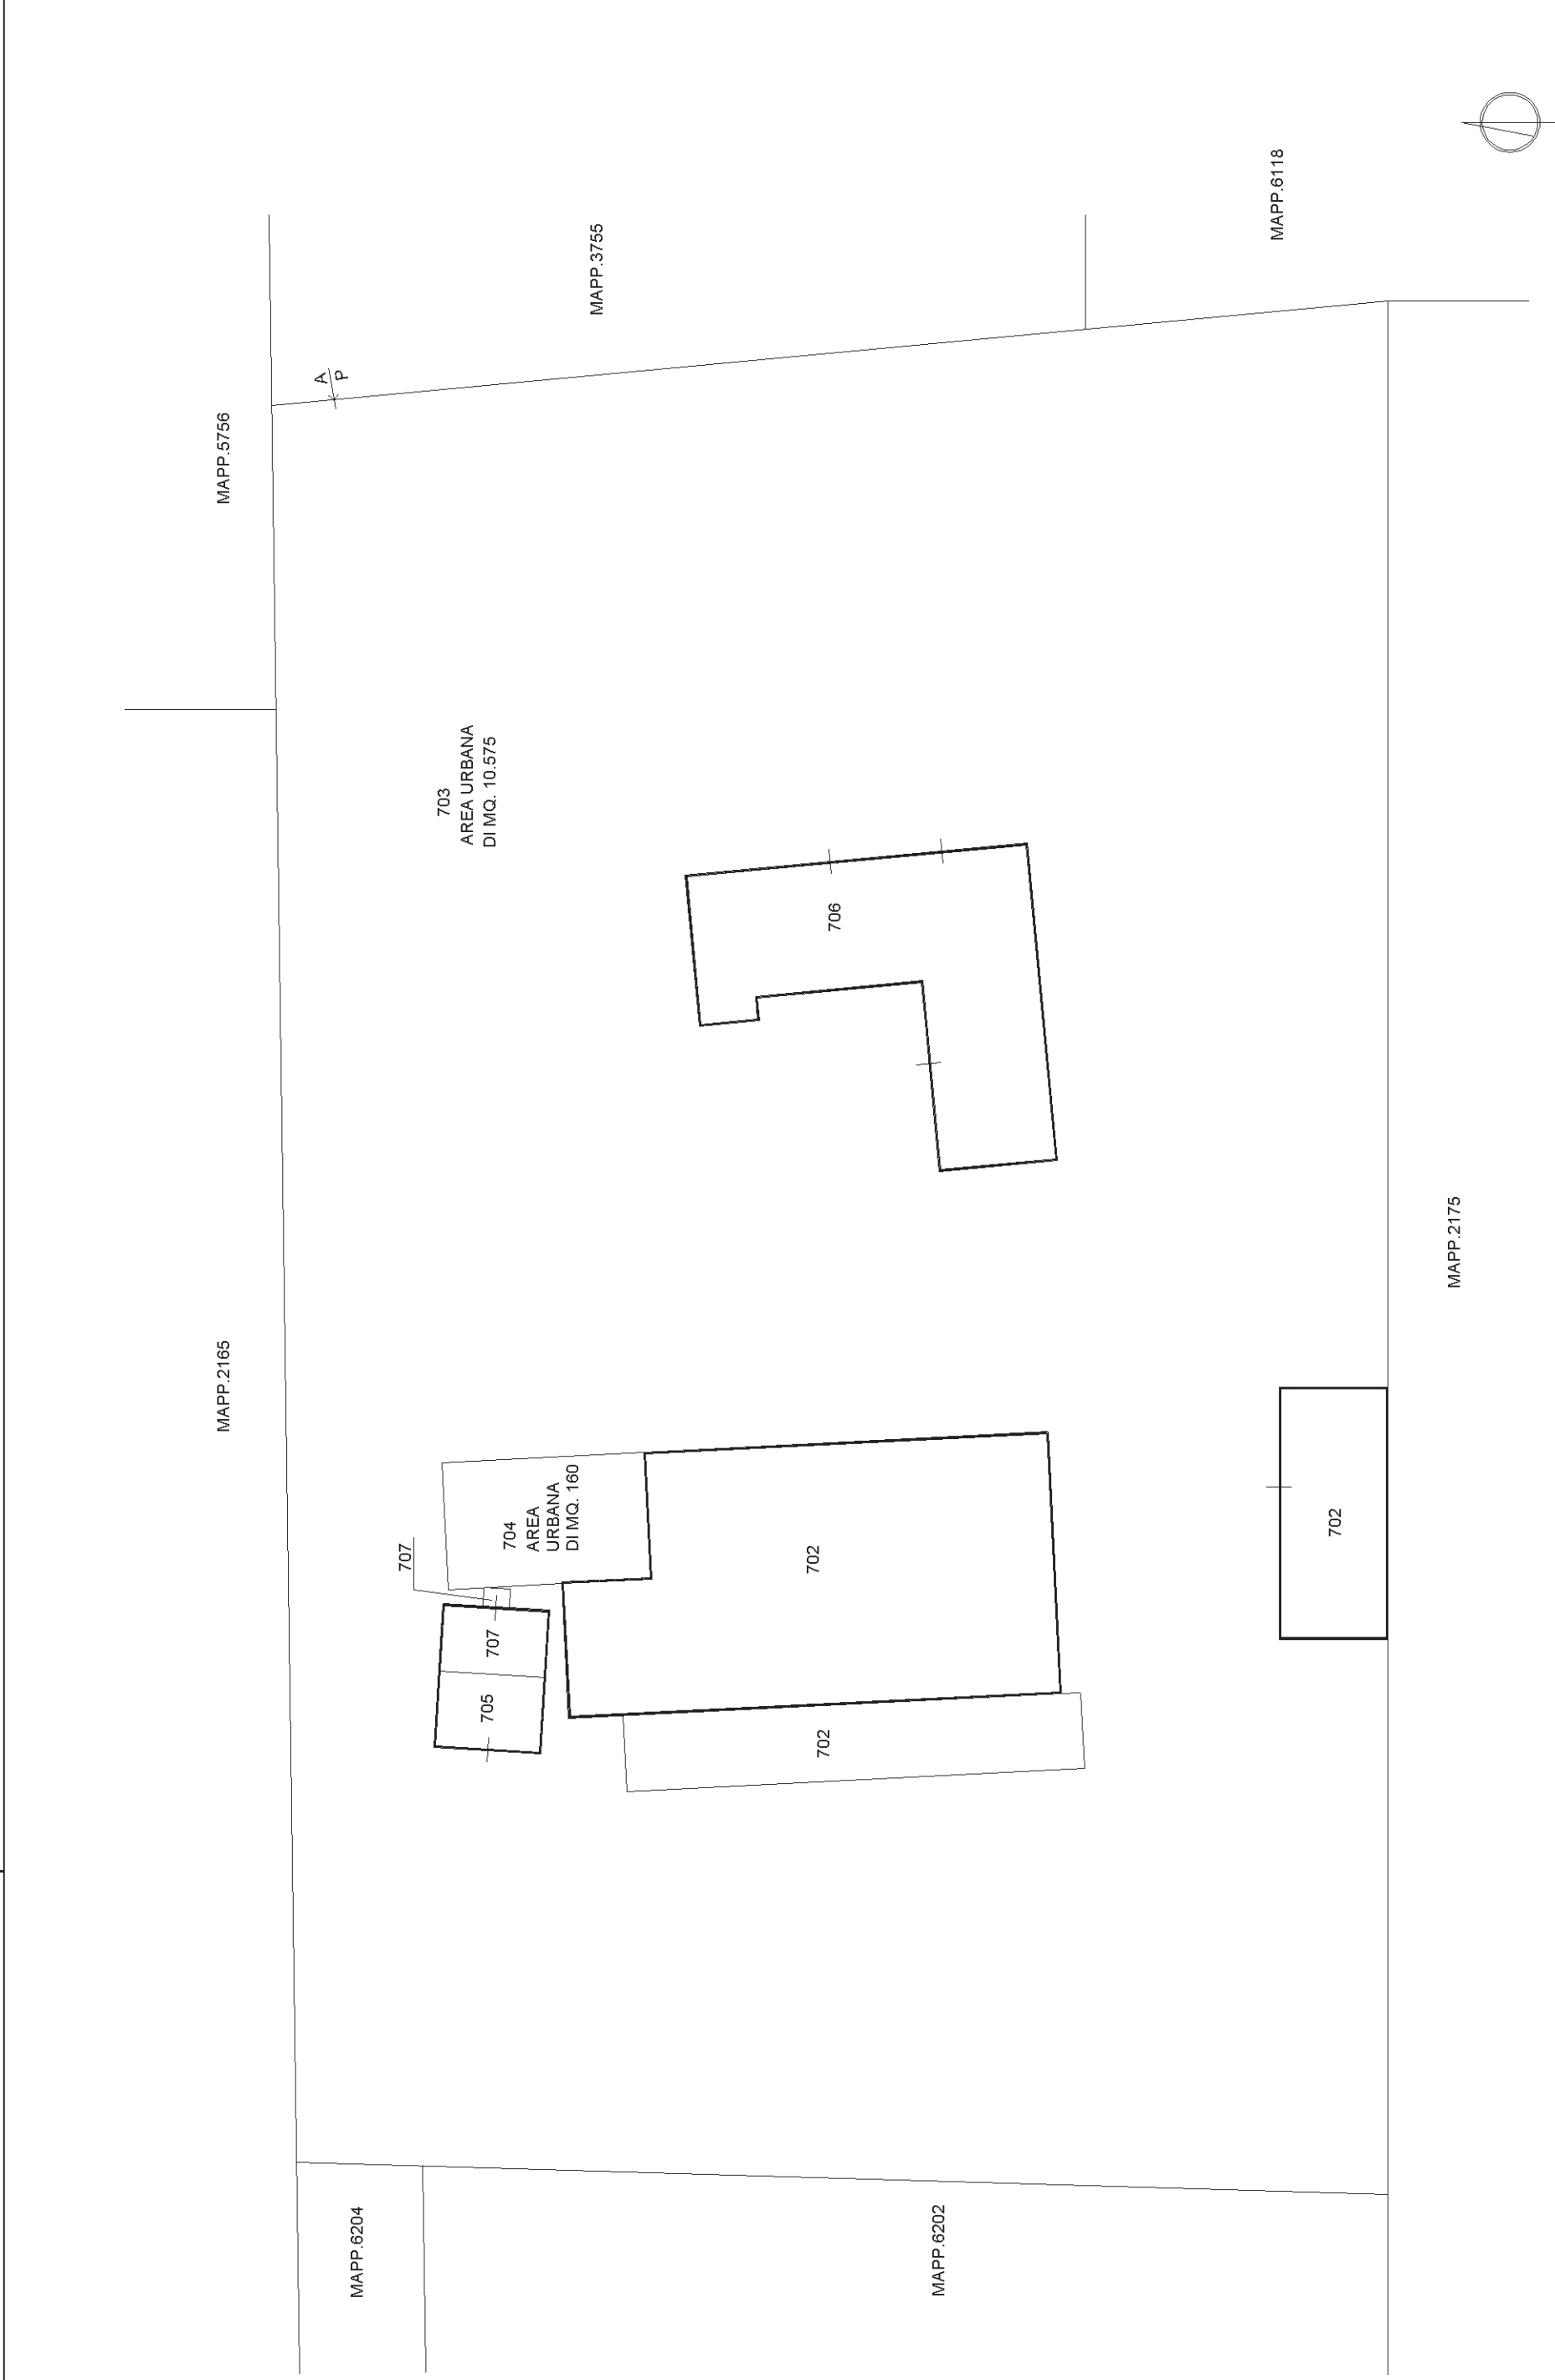 MAPP.5756
MAPP.3755
MAPP.6118
A
P
703
AREA URBANA
DI MQ. 10.575
706
MAPP.2165
MAPP.2175
704
AREA
URBANA
DI MQ. 160
707
707
705
702
702
702
MAPP.6204
MAPP.6202